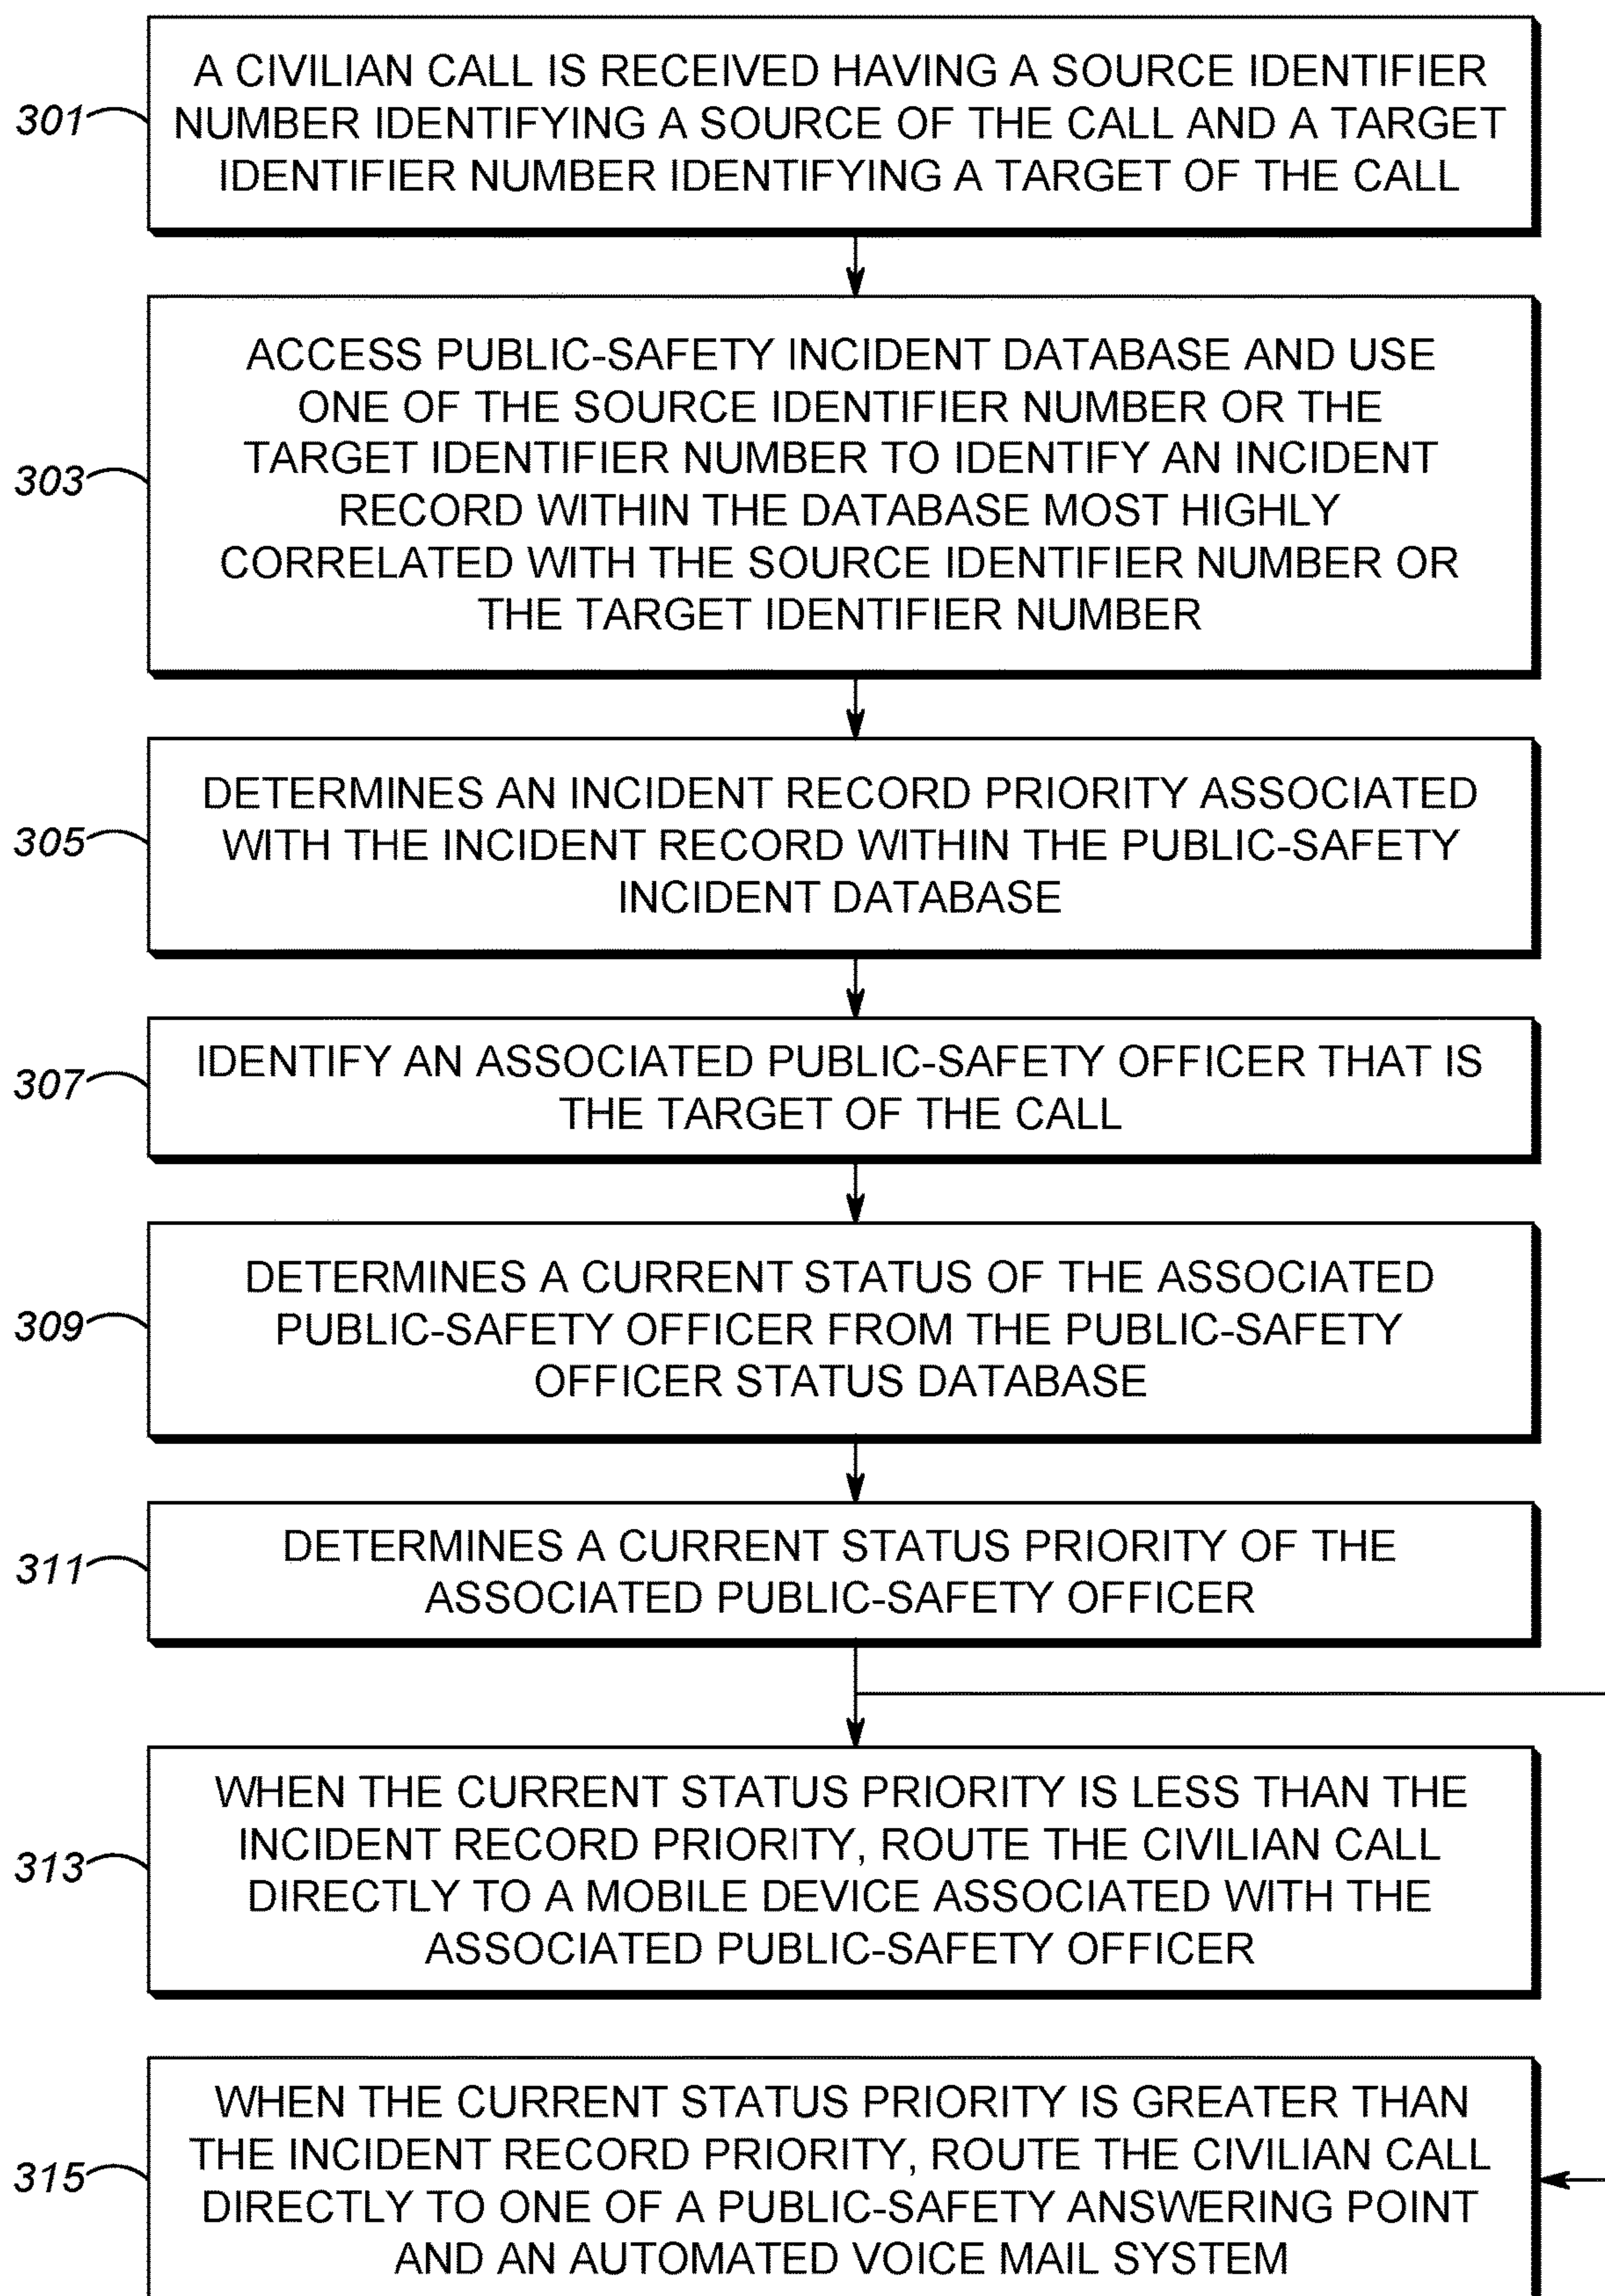 301
A CIVILIAN CALL IS RECEIVED HAVING A SOURCE IDENTIFIER
NUMBER IDENTIFYING A SOURCE OF THE CALL AND A TARGET
IDENTIFIER NUMBER IDENTIFYING A TARGET OF THE CALL
303
ACCESS PUBLIC-SAFETY INCIDENT DATABASE AND USE
ONE OF THE SOURCE IDENTIFIER NUMBER OR THE
TARGET IDENTIFIER NUMBER TO IDENTIFY AN INCIDENT
RECORD WITHIN THE DATABASE MOST HIGHLY
CORRELATED WITH THE SOURCE IDENTIFIER NUMBER OR
THE TARGET IDENTIFIER NUMBER
305
DETERMINES AN INCIDENT RECORD PRIORITY ASSOCIATED
WITH THE INCIDENT RECORD WITHIN THE PUBLIC-SAFETY
INCIDENT DATABASE
307
IDENTIFY AN ASSOCIATED PUBLIC-SAFETY OFFICER THAT IS
THE TARGET OF THE CALL
309
DETERMINES A CURRENT STATUS OF THE ASSOCIATED
PUBLIC-SAFETY OFFICER FROM THE PUBLIC-SAFETY
OFFICER STATUS DATABASE
311
DETERMINES A CURRENT STATUS PRIORITY OF THE
ASSOCIATED PUBLIC-SAFETY OFFICER
313
WHEN THE CURRENT STATUS PRIORITY IS LESS THAN THE
INCIDENT RECORD PRIORITY, ROUTE THE CIVILIAN CALL
DIRECTLY TO A MOBILE DEVICE ASSOCIATED WITH THE
ASSOCIATED PUBLIC-SAFETY OFFICER
315
WHEN THE CURRENT STATUS PRIORITY IS GREATER THAN
THE INCIDENT RECORD PRIORITY, ROUTE THE CIVILIAN CALL
DIRECTLY TO ONE OF A PUBLIC-SAFETY ANSWERING POINT
AND AN AUTOMATED VOICE MAIL SYSTEM